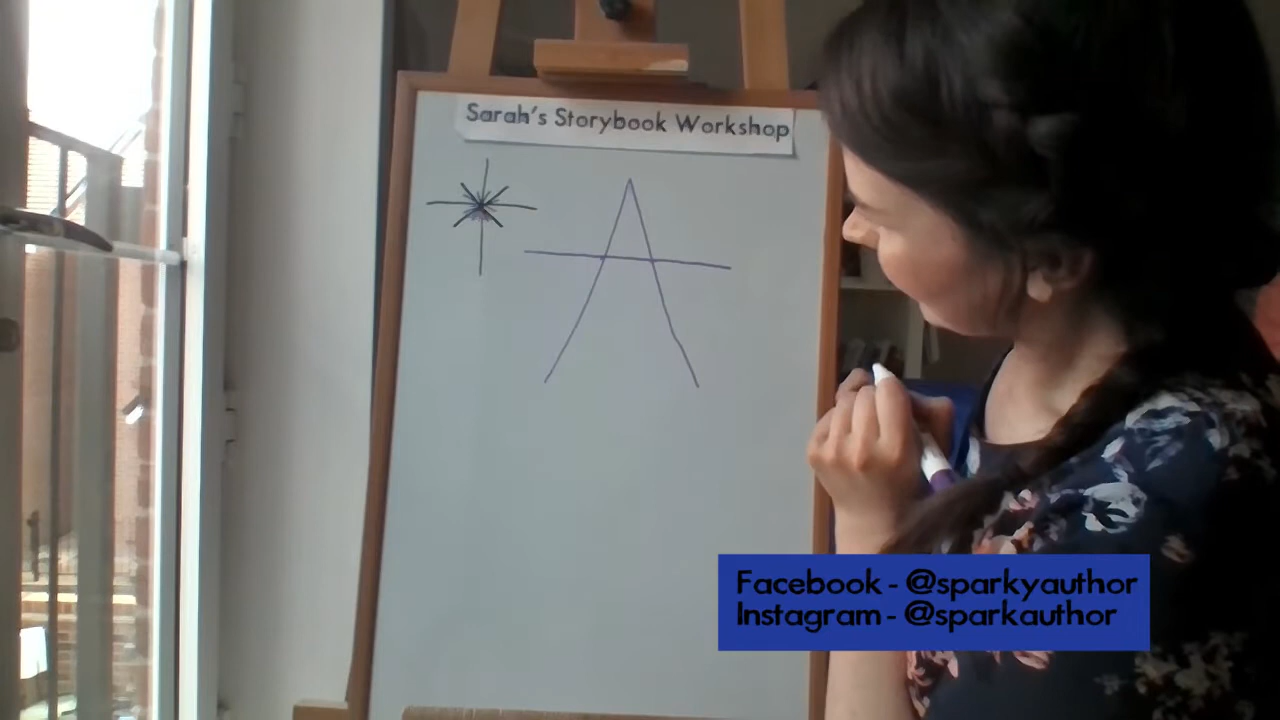 Sarah's Storybook Workshop
Facebook - @sparkyauthor
Instagram - @sparkauthor